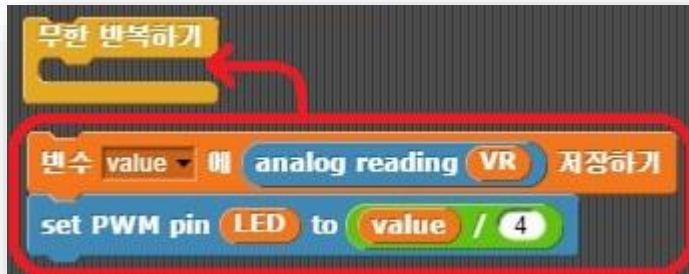 무한 반복하기
변수 value 에 analog reading VR 저장하기
set PWM pin LED to value / 4